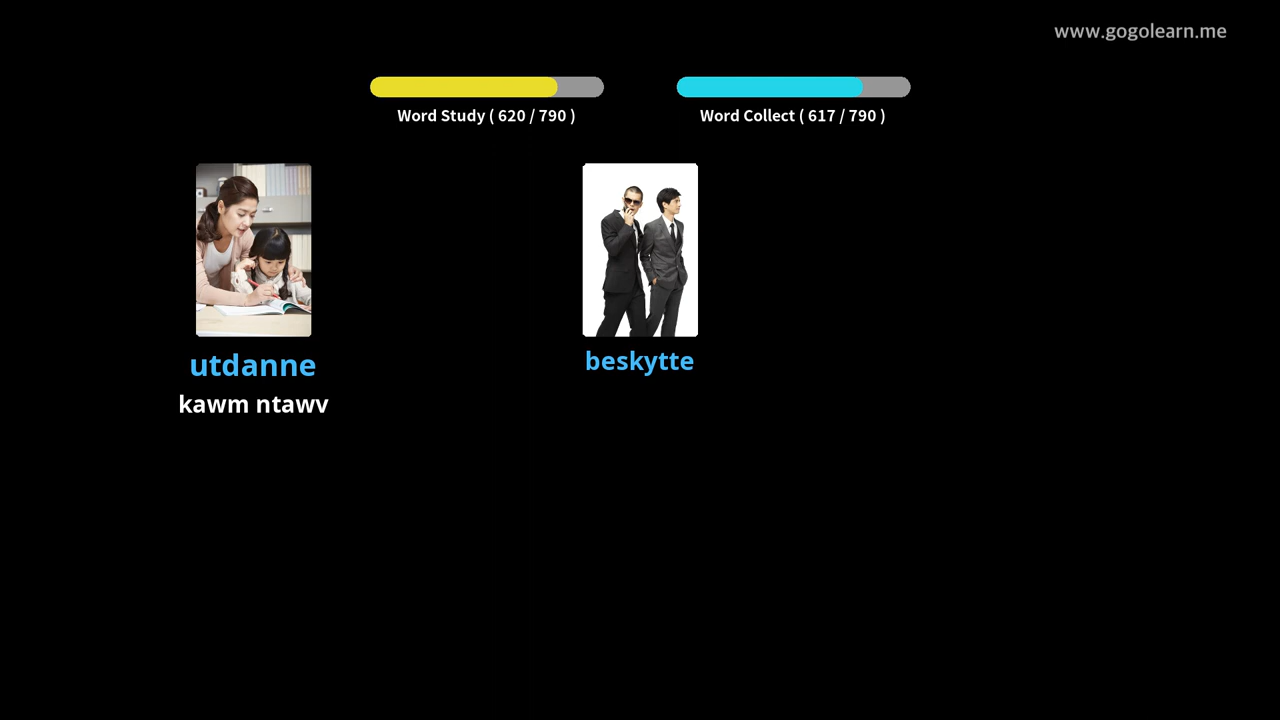 www.gogolearn.me
Word Study ( 620 / 790 )
Word Collect ( 617 / 790 )
utdanne
kawm ntawv
beskytte